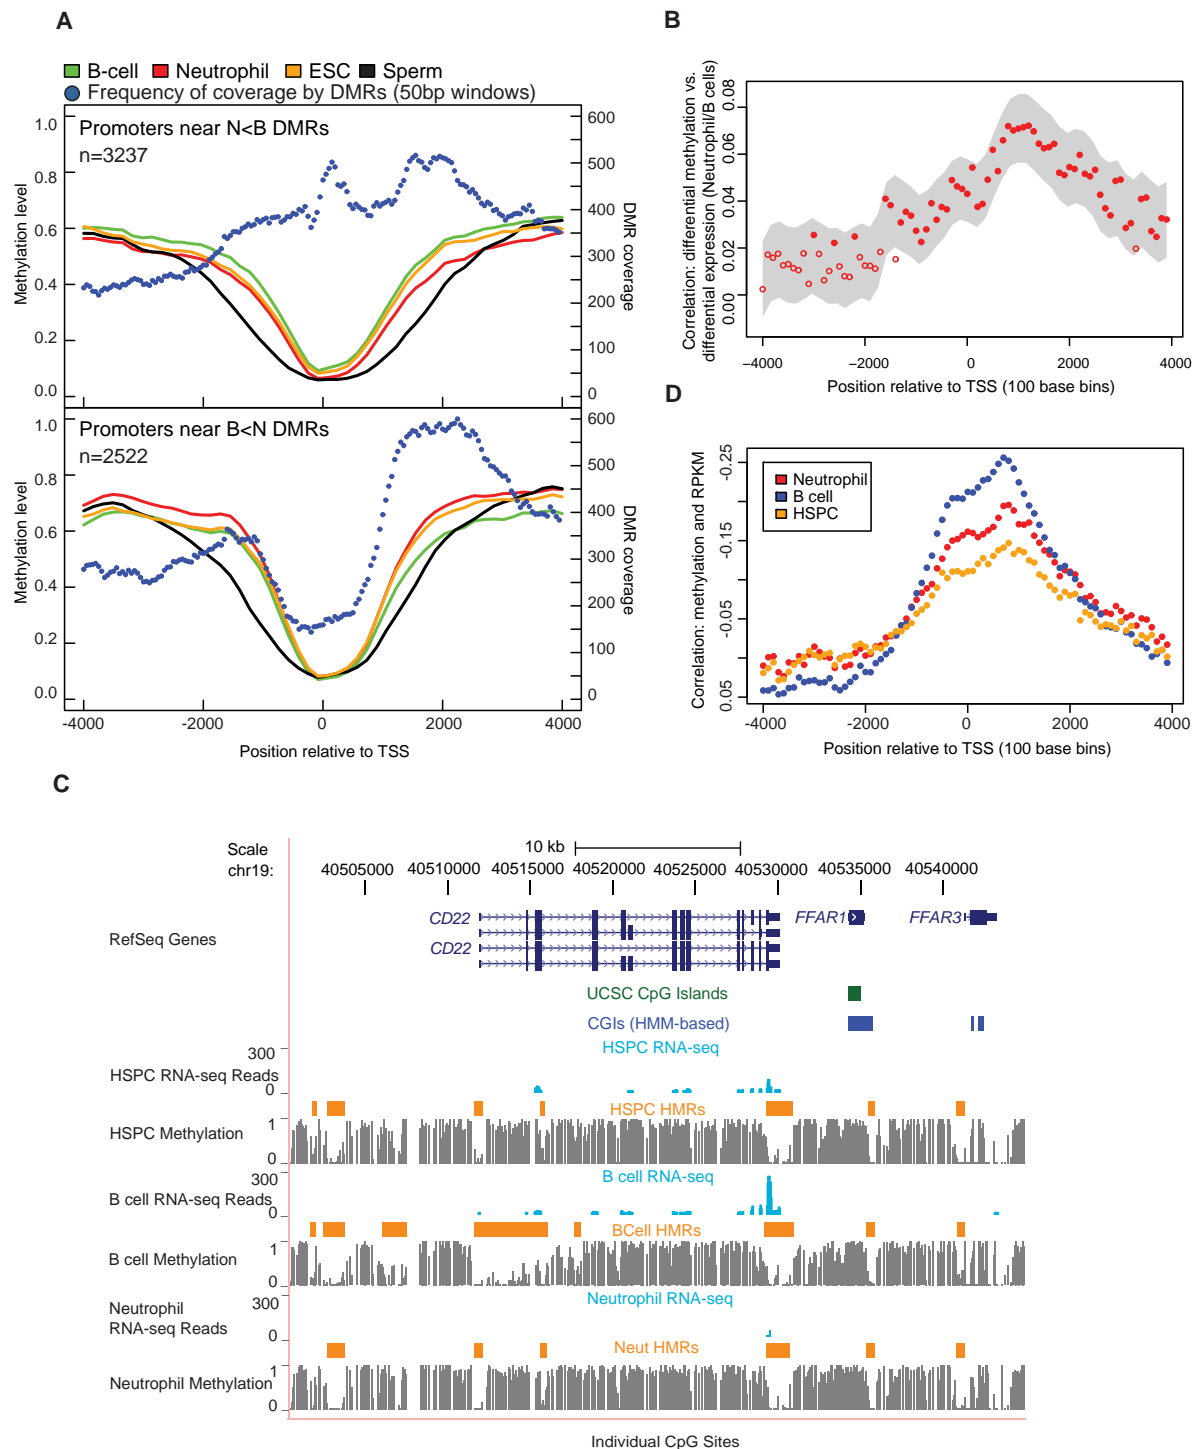 A
B-cell Neutrophil ESC Sperm
Frequency of coverage by DMRs (50bp windows)
Promoters near N<B DMRs
n=3237
1.0
0.8
0.6
0.4
0.2
0.0
Methylation level
600
500
400
300
200
100
0
DMR coverage
Promoters near B<N DMRs
n=2522
1.0
0.8
0.6
0.4
0.2
0.0
Methylation level
600
500
400
300
200
100
0
DMR coverage
-4000 -2000 0 2000 4000
Position relative to TSS
B
Correlation: differential methylation vs.
differential expression (Neutrophil/B cells)
0.08
0.06
0.04
0.02
0.00
-4000 -2000 0 2000 4000
Position relative to TSS (100 base bins)
D
Correlation: methylation and RPKM
-0.25
-0.15
-0.05
0.05
Neutrophil
B cell
HSPC
-4000 -2000 0 2000 4000
Position relative to TSS (100 base bins)
C
Scale 10 kb
chr19: 40505000 40510000 40515000 40520000 40525000 40530000 40535000 40540000
CD22 FFAR1 FFAR3
RefSeq Genes
CD22
UCSC CpG Islands
CGIs (HMM-based)
HSPC RNA-seq
300
HSPC RNA-seq Reads
0
HSPC HMRs
1
HSPC Methylation
0
B cell RNA-seq
300
B cell RNA-seq Reads
0
BCell HMRs
1
B cell Methylation
0
Neutrophil RNA-seq
300
Neutrophil
RNA-seq Reads
0
Neut HMRs
1
Neutrophil Methylation
0
Individual CpG Sites